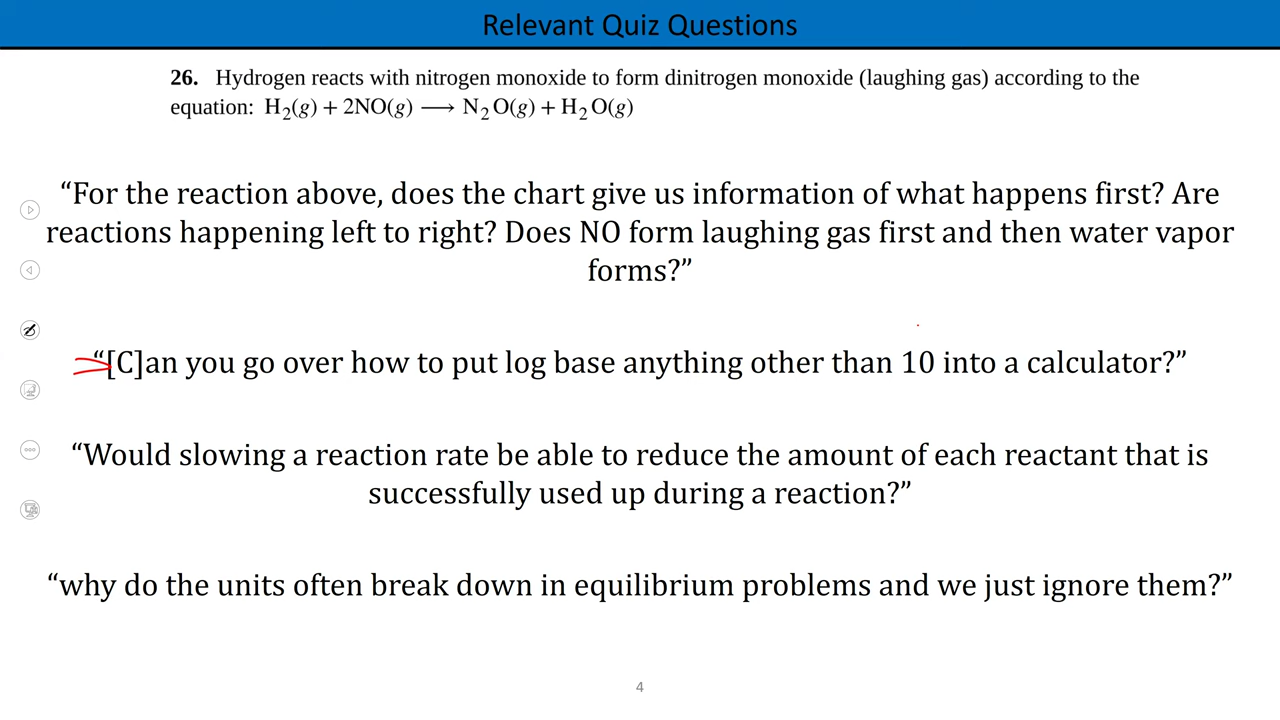 Relevant Quiz Questions
26. Hydrogen reacts with nitrogen monoxide to form dinitrogen monoxide (laughing gas) according to the
equation: H₂(g) + 2NO(g) ⟶ N₂O(g) + H₂O(g)
“For the reaction above, does the chart give us information of what happens first? Are
reactions happening left to right? Does NO form laughing gas first and then water vapor
forms?”
“[C]an you go over how to put log base anything other than 10 into a calculator?”
“Would slowing a reaction rate be able to reduce the amount of each reactant that is
successfully used up during a reaction?”
“why do the units often break down in equilibrium problems and we just ignore them?”
4